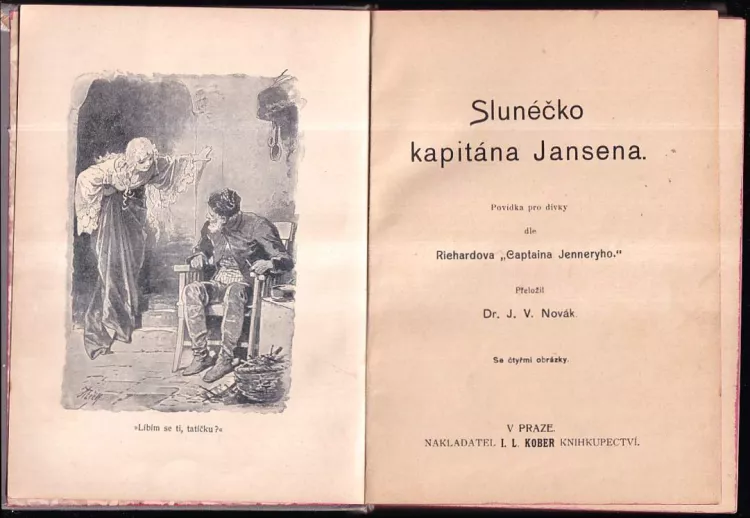 »Líbím se ti, tatíčku?«
Slunéčko
kapitána Jansena.
Povídka pro dívky
dle
Riehardova „Captaina Jenneryho."
Přeložil
Dr. J. V. Novák.
Se čtyřmi obrázky.
V PRAZE.
NAKLADATEL I. L. KOBER KNIHKUPECTVÍ.